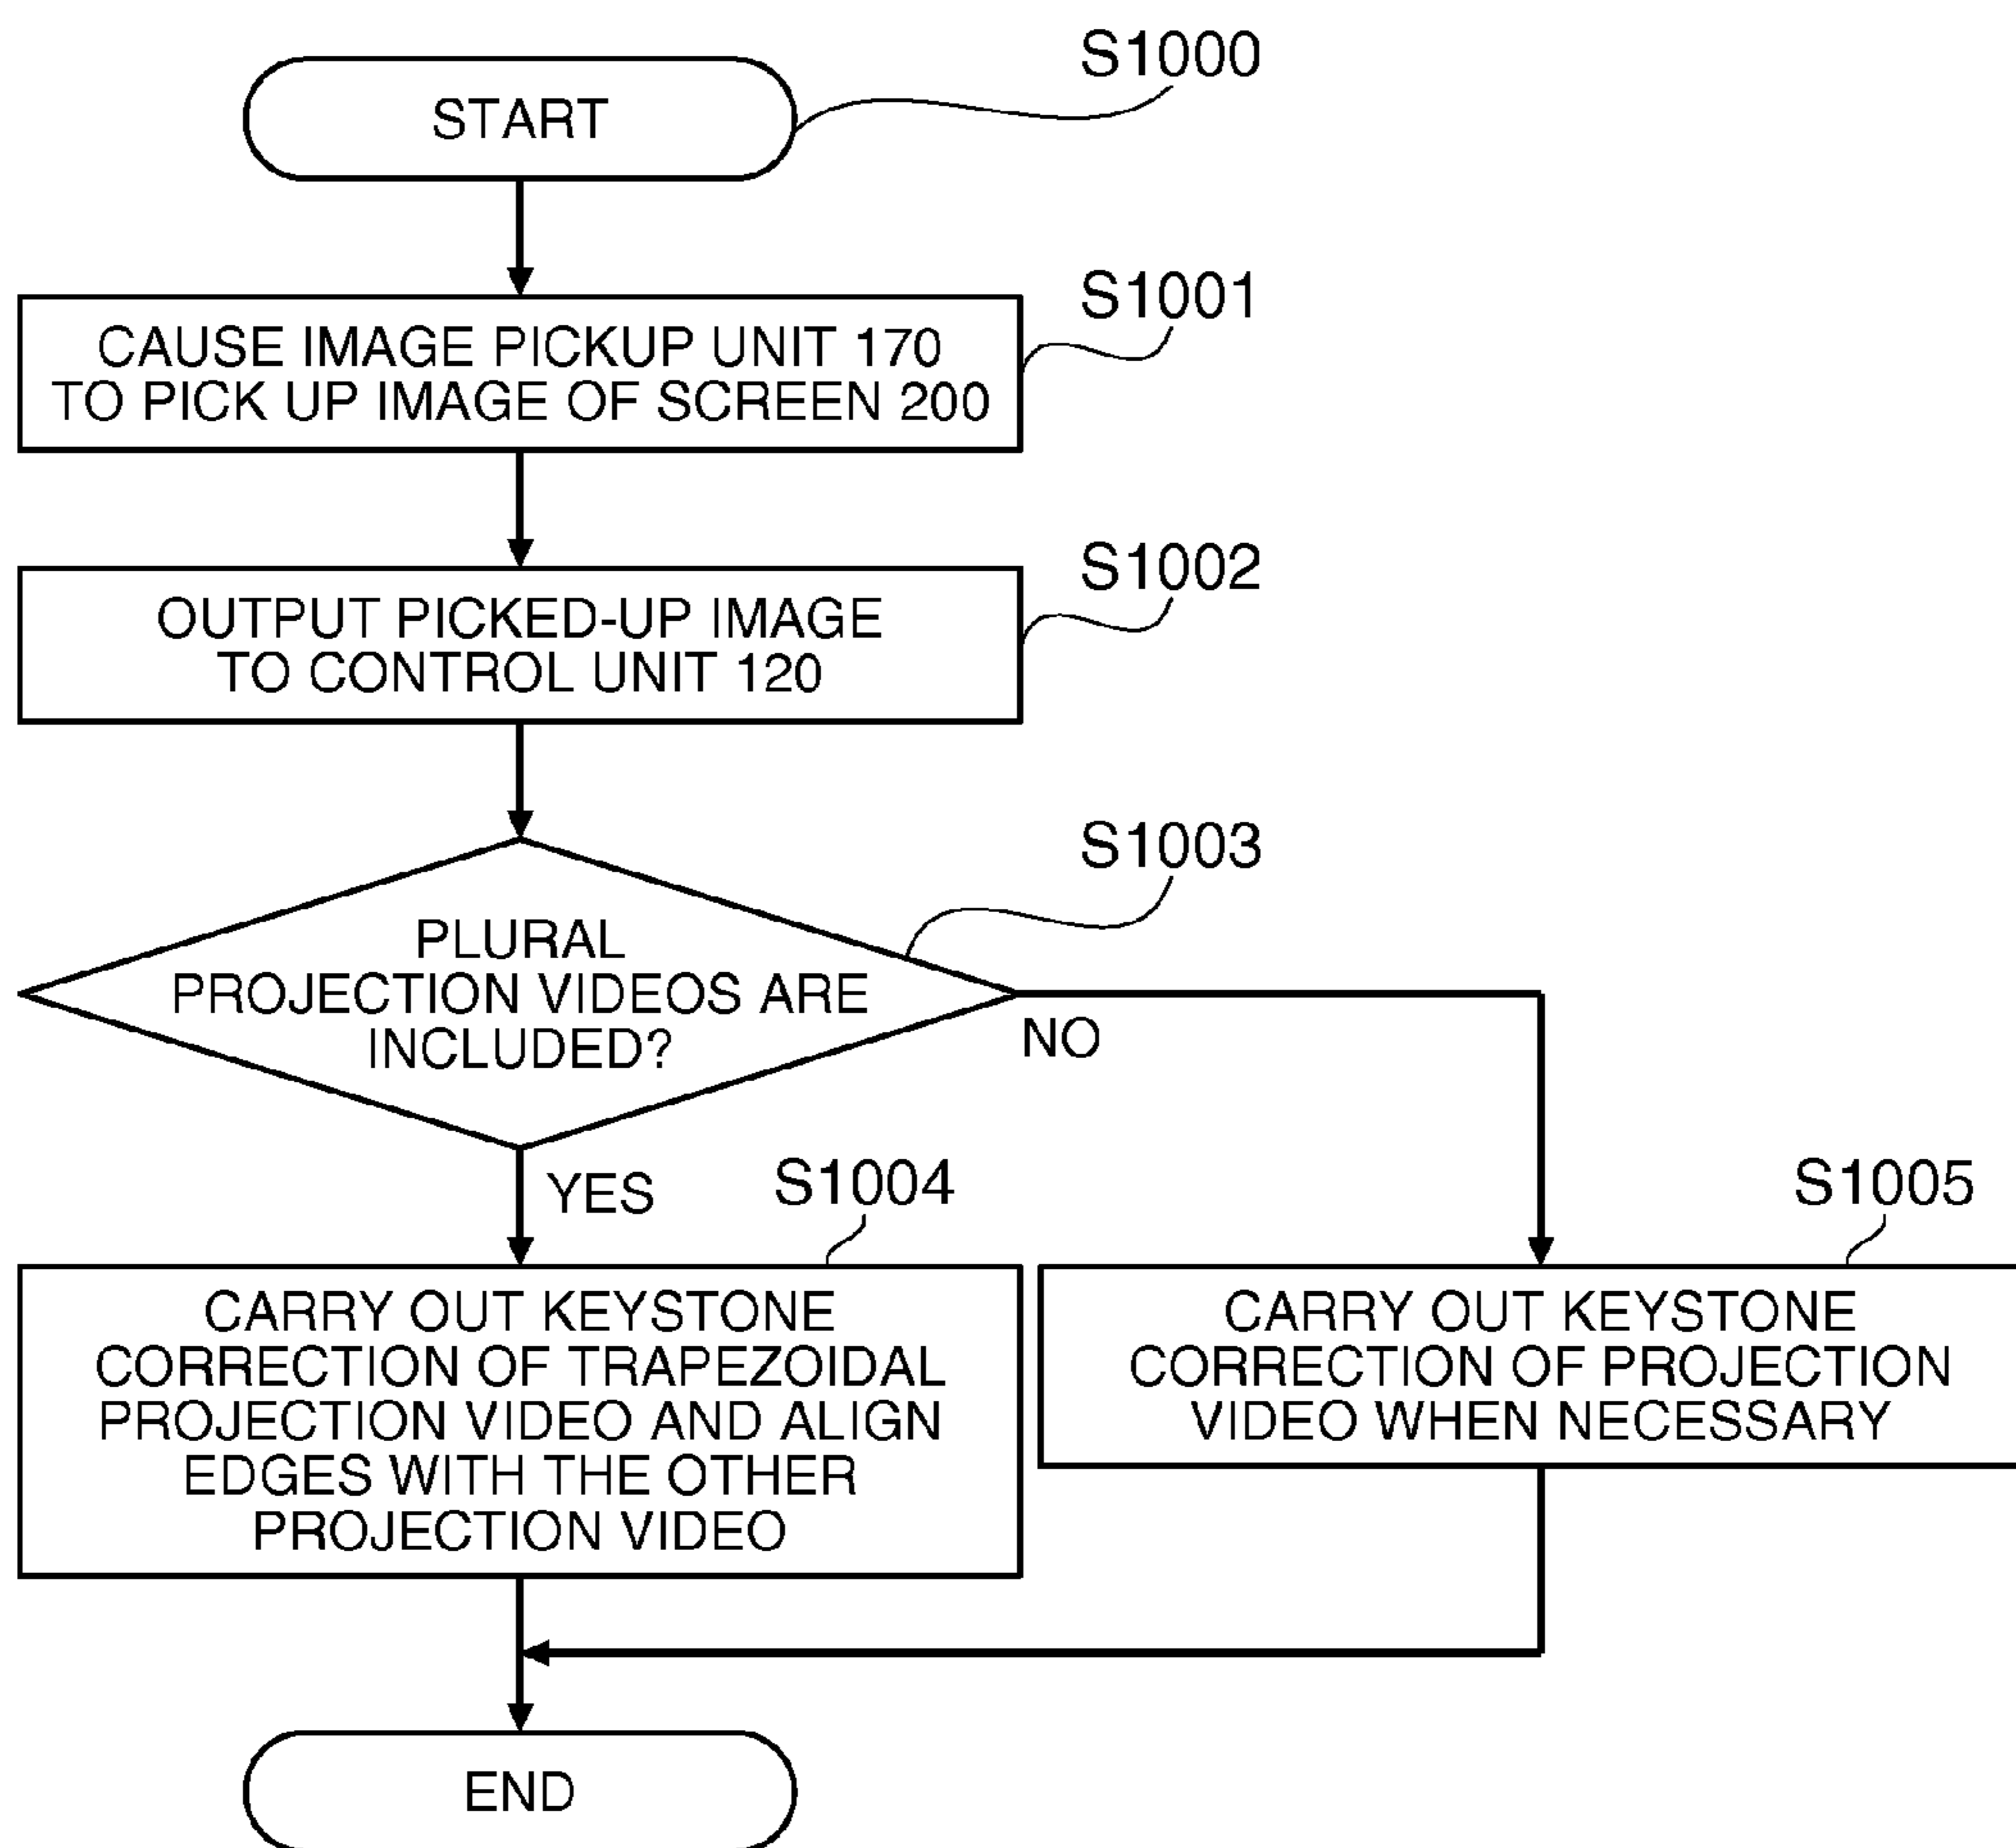 S1000
START
S1001
CAUSE IMAGE PICKUP UNIT 170
TO PICK UP IMAGE OF SCREEN 200
S1002
OUTPUT PICKED-UP IMAGE
TO CONTROL UNIT 120
S1003
PLURAL
PROJECTION VIDEOS ARE
INCLUDED?
NO
YES
S1004
S1005
CARRY OUT KEYSTONE
CORRECTION OF TRAPEZOIDAL
PROJECTION VIDEO AND ALIGN
EDGES WITH THE OTHER
PROJECTION VIDEO
CARRY OUT KEYSTONE
CORRECTION OF PROJECTION
VIDEO WHEN NECESSARY
END